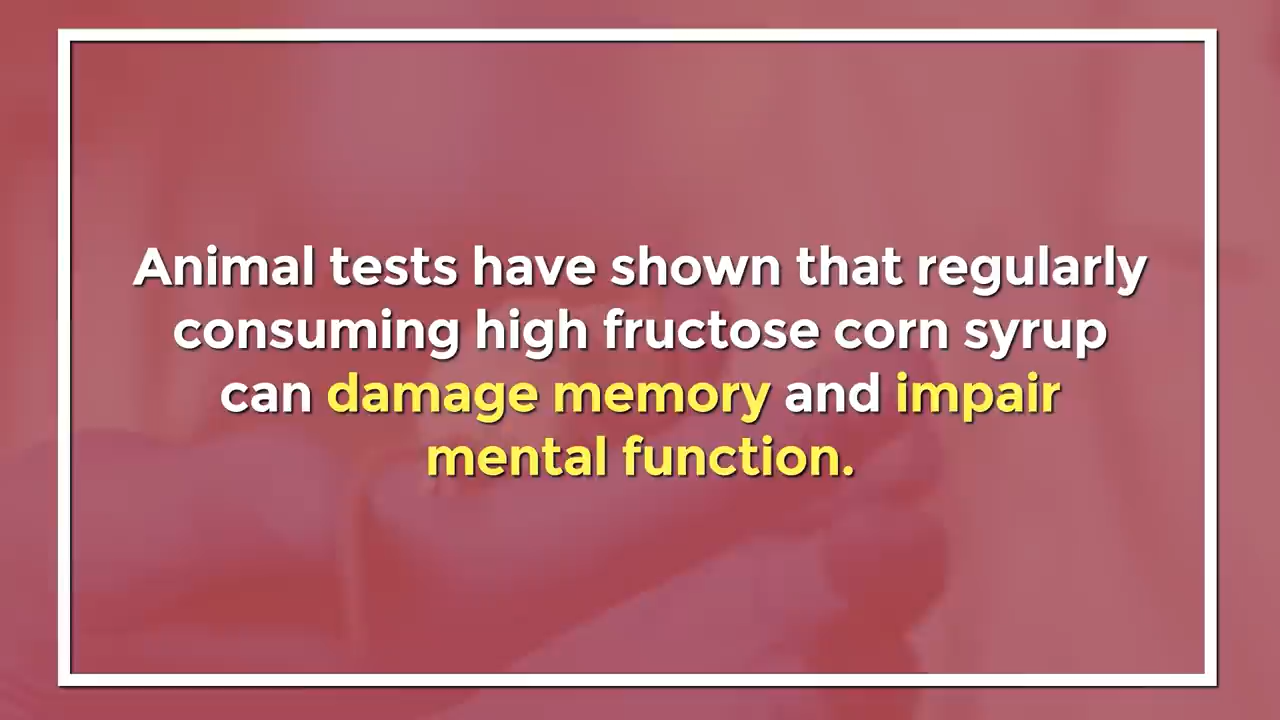 Animal tests have shown that regularly
consuming high fructose corn syrup
can damage memory and impair
mental function.